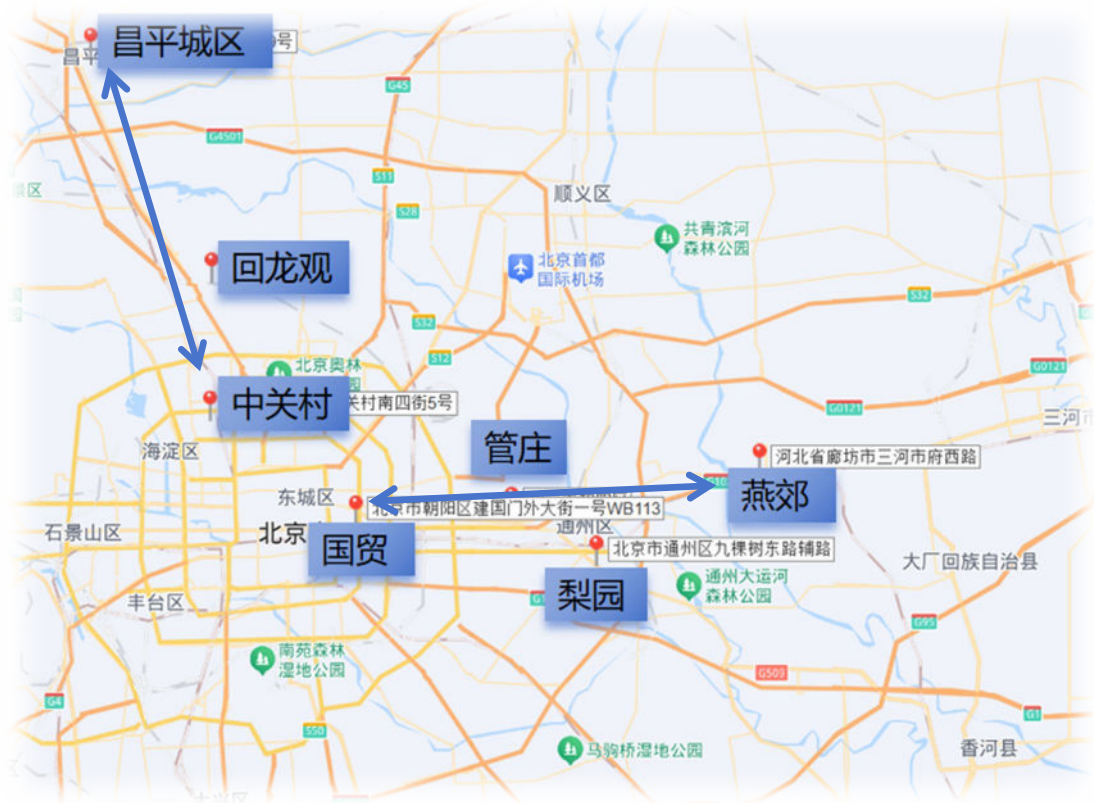 昌平城区
号
昌平
G45
G4501
景区
S11
顺义区
S28
共青滨河
森林公园
回龙观
北京首都
国际机场
S32
S32
S12
北京奥林
G0121
中关村
关村南四街5号
G0121
三河市
海淀区
管庄
河北省廊坊市三河市府西路
燕郊
东城区
北京市朝阳区建国门外大街一号WB113
通州区
石景山区
北京
国贸
北京市通州区九棵树东路辅路
大厂回族自治县
梨园
通州大运河
森林公园
丰台区
G95
南苑森林
湿地公园
G509
G4
G1
S50
马驹桥湿地公园
香河县